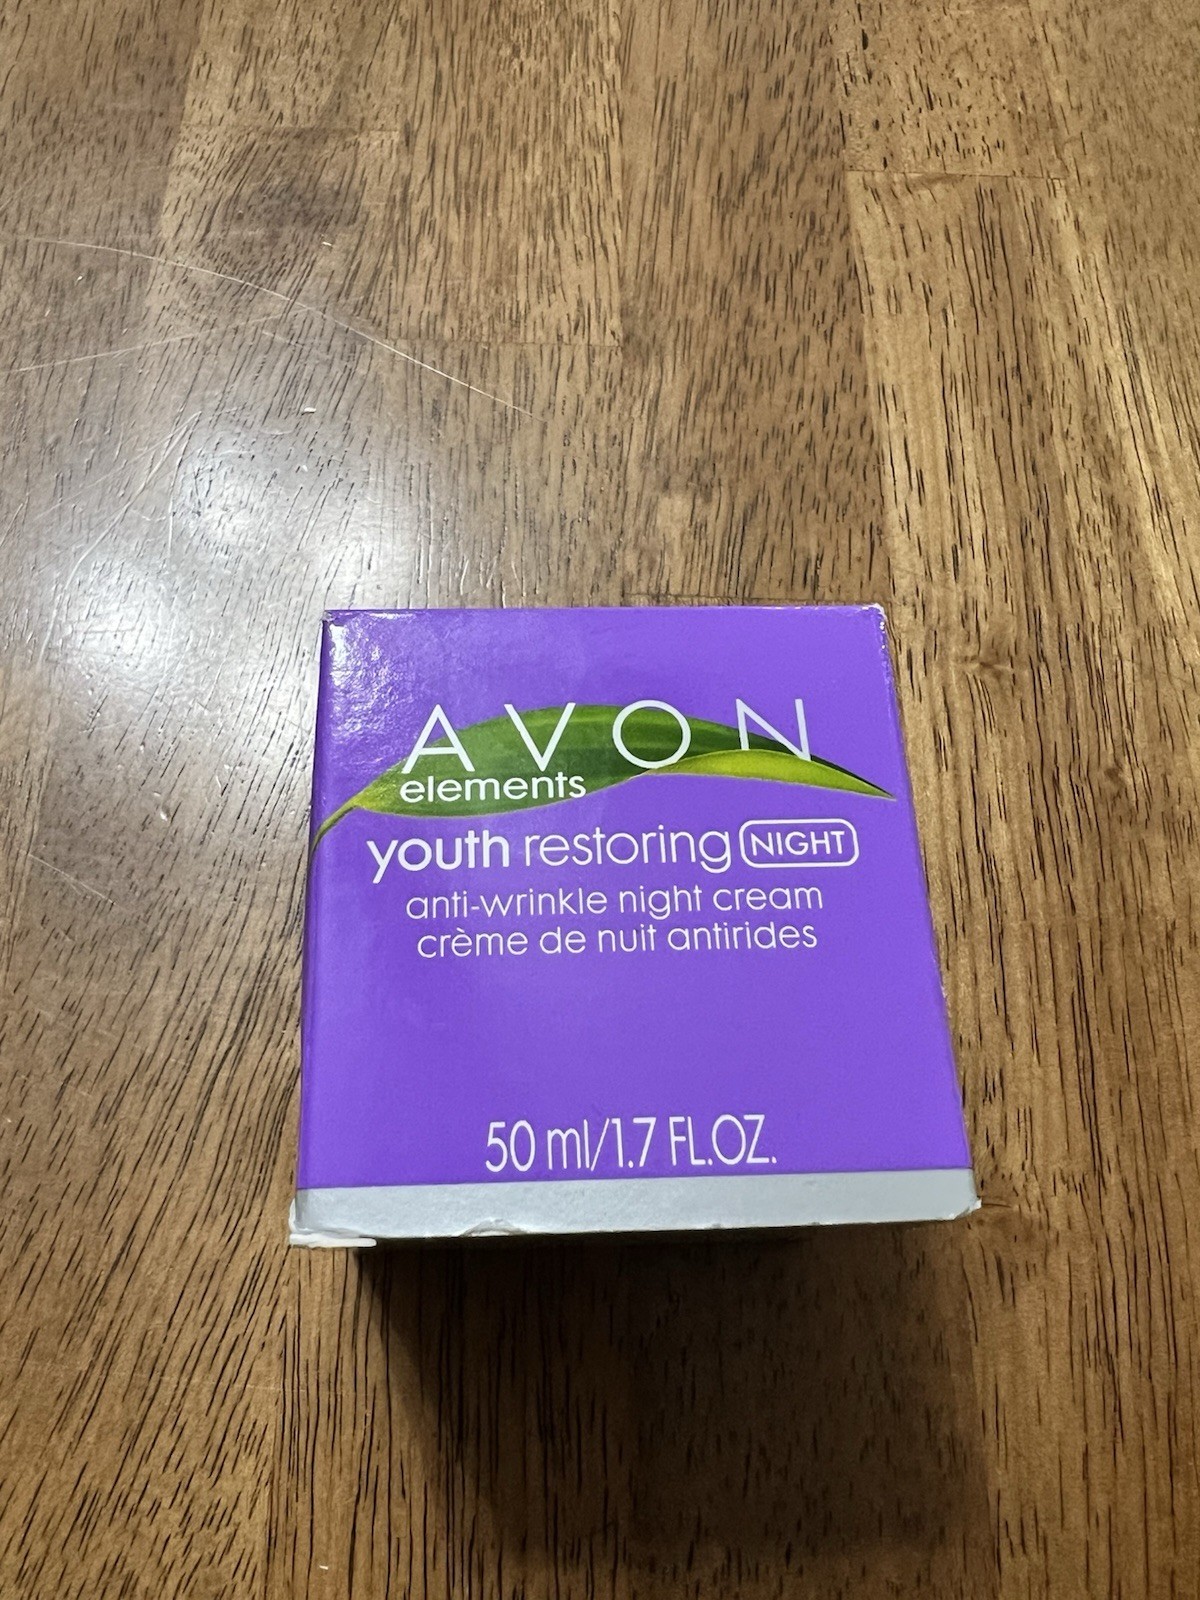 AVON
elements
youth restoring NIGHT
anti-wrinkle night cream
crème de nuit antirides
50 ml/1.7 FL.OZ.